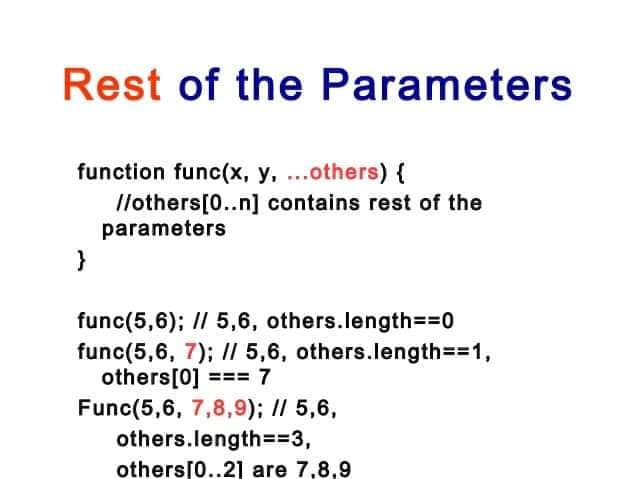 Rest of the Parameters
function func(x, y, ...others) {
//others[0..n] contains rest of the
parameters
}
func(5,6); // 5,6, others.length==0
func(5,6, 7); // 5,6, others.length==1,
others[0] === 7
Func(5,6, 7,8,9); // 5,6,
others.length==3,
others[0..2] are 7,8,9